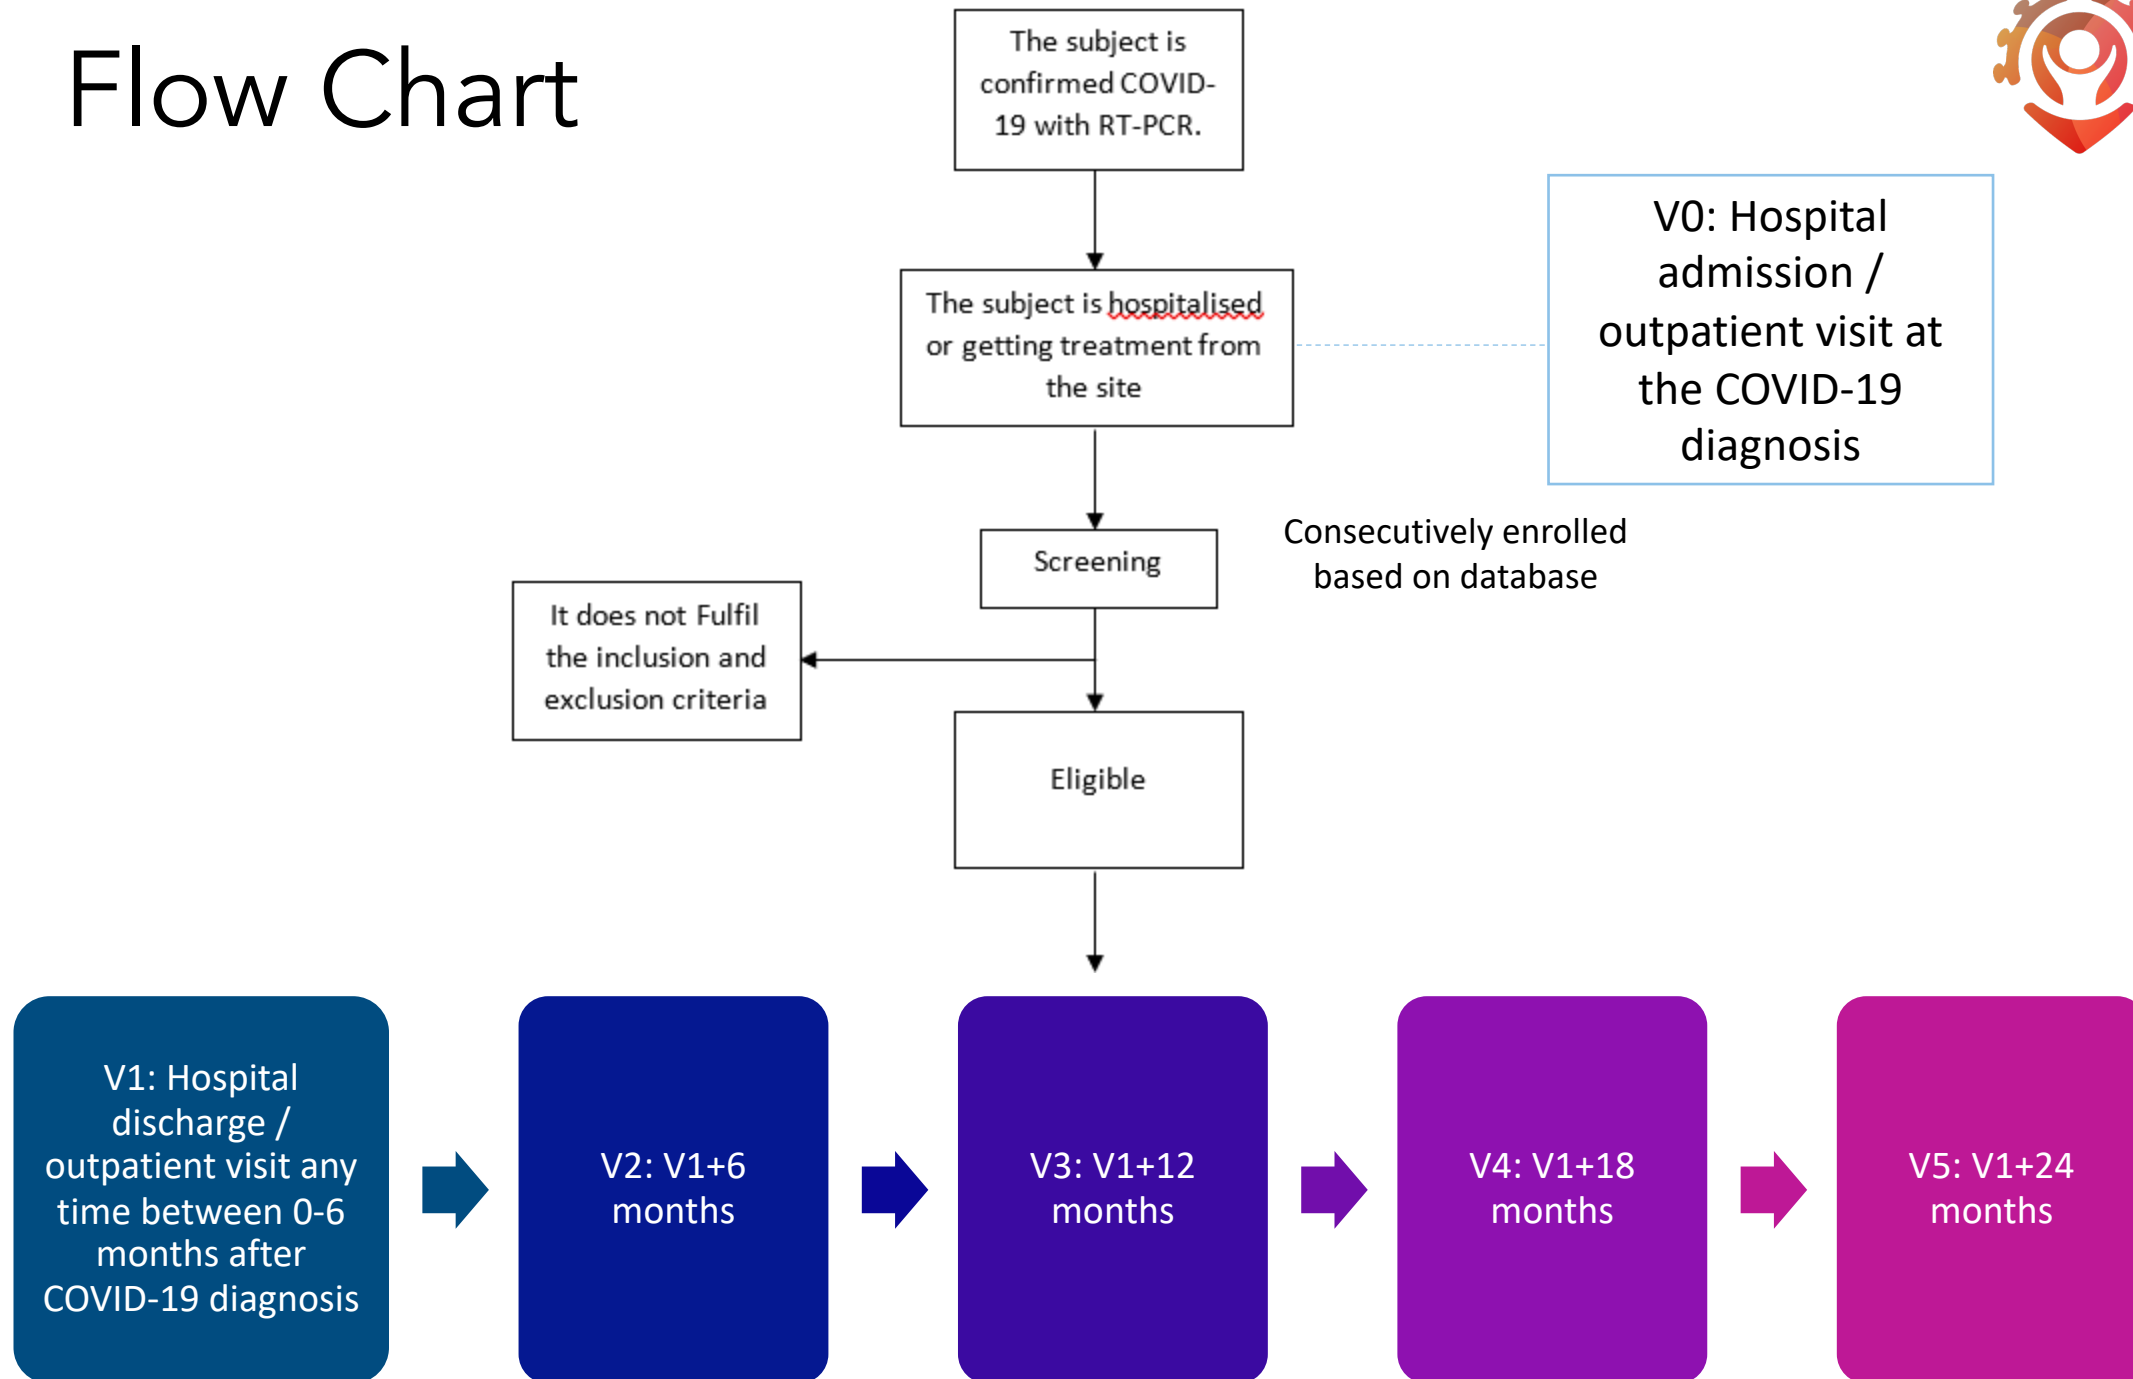 Flow Chart
The subject is
confirmed COVID-
19 with RT-PCR.
The subject is hospitalised
or getting treatment from
the site
V0: Hospital
admission /
outpatient visit at
the COVID-19
diagnosis
Screening
Consecutively enrolled
based on database
It does not Fulfil
the inclusion and
exclusion criteria
Eligible
V1: Hospital
discharge /
outpatient visit any
time between 0-6
months after
COVID-19 diagnosis
V2: V1+6
months
V3: V1+12
months
V4: V1+18
months
V5: V1+24
months